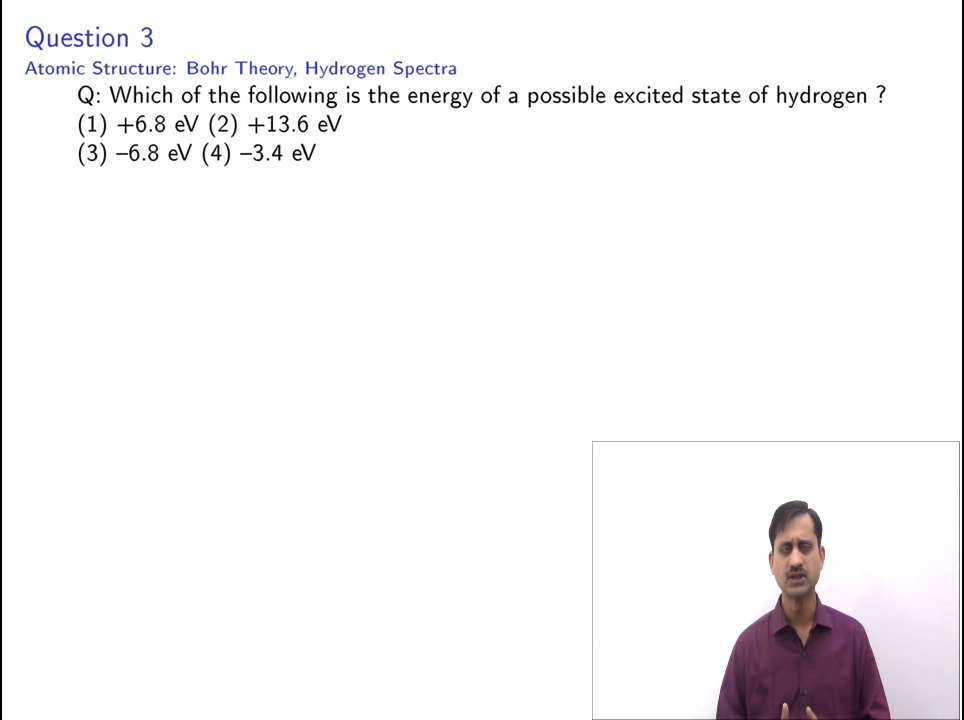 Question 3
Atomic Structure: Bohr Theory, Hydrogen Spectra
Q: Which of the following is the energy of a possible excited state of hydrogen ?
(1) +6.8 eV (2) +13.6 eV
(3) –6.8 eV (4) –3.4 eV